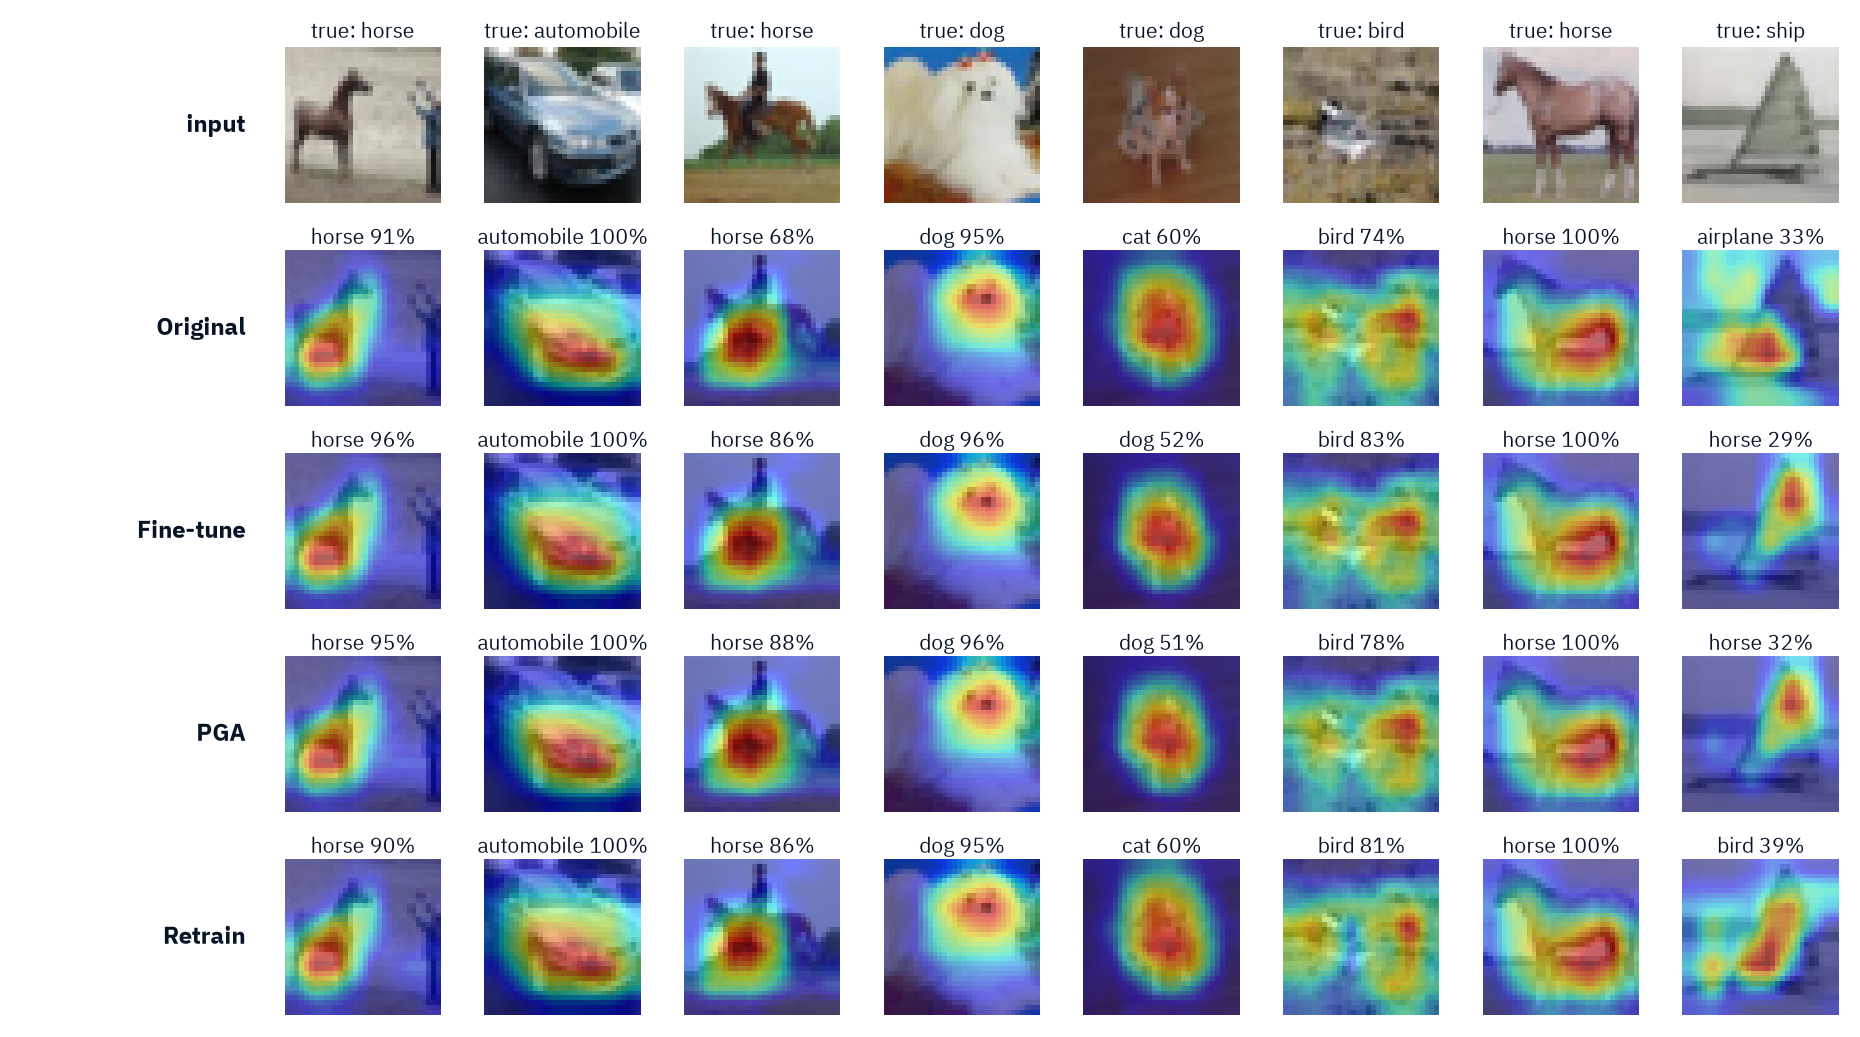 true: horse true: automobile true: horse true: dog true: dog true: bird true: horse true: ship
input
horse 91% automobile 100% horse 68% dog 95% cat 60% bird 74% horse 100% airplane 33%
Original
horse 96% automobile 100% horse 86% dog 96% dog 52% bird 83% horse 100% horse 29%
Fine-tune
horse 95% automobile 100% horse 88% dog 96% dog 51% bird 78% horse 100% horse 32%
PGA
horse 90% automobile 100% horse 86% dog 95% cat 60% bird 81% horse 100% bird 39%
Retrain